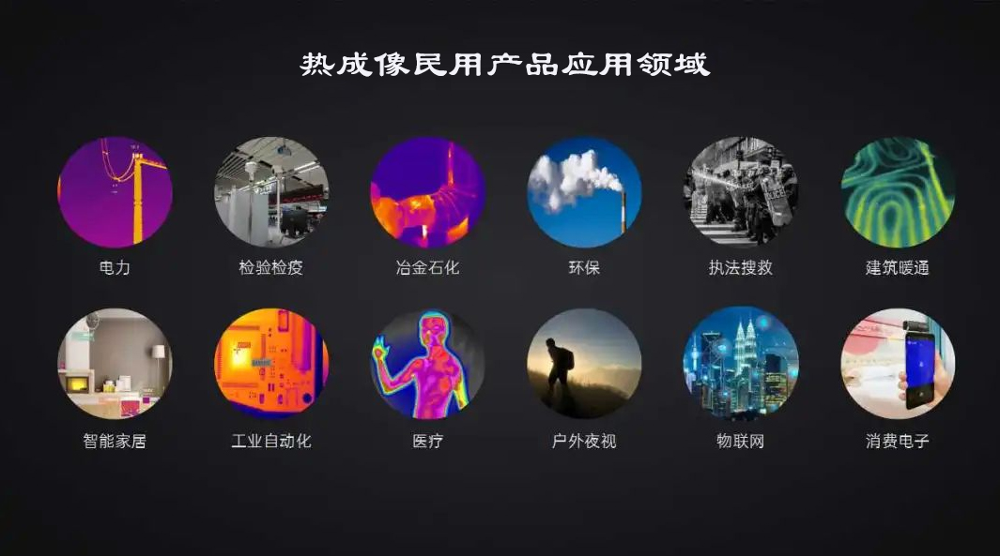 热成像民用产品应用领域
电力
检验检疫
冶金石化
环保
执法搜救
建筑暖通
智能家居
工业自动化
医疗
户外夜视
物联网
消费电子